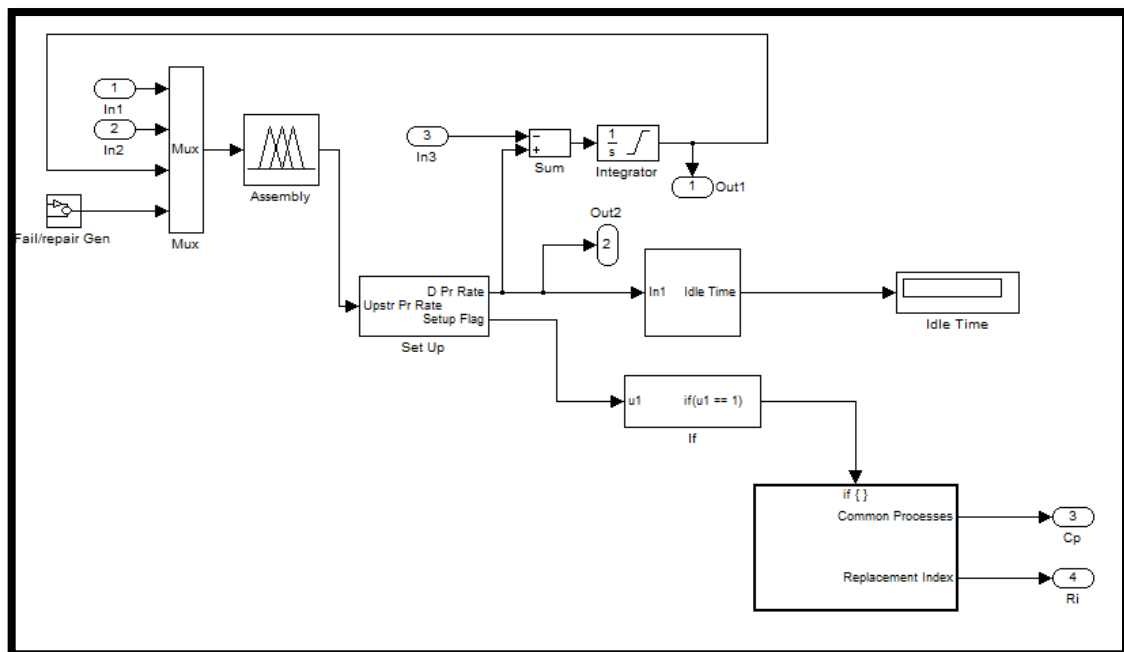 1
In1
2
In2
Mux
Mux
Fail/repair Gen
Assembly
3
In3
−
+
Sum
1
s
Integrator
1
Out1
Out2
2
D Pr Rate
Upstr Pr Rate
Setup Flag
Set Up
In1
Idle Time
Idle Time
u1
if(u1 == 1)
If
if { }
Common Processes
Replacement Index
3
Cp
4
Ri